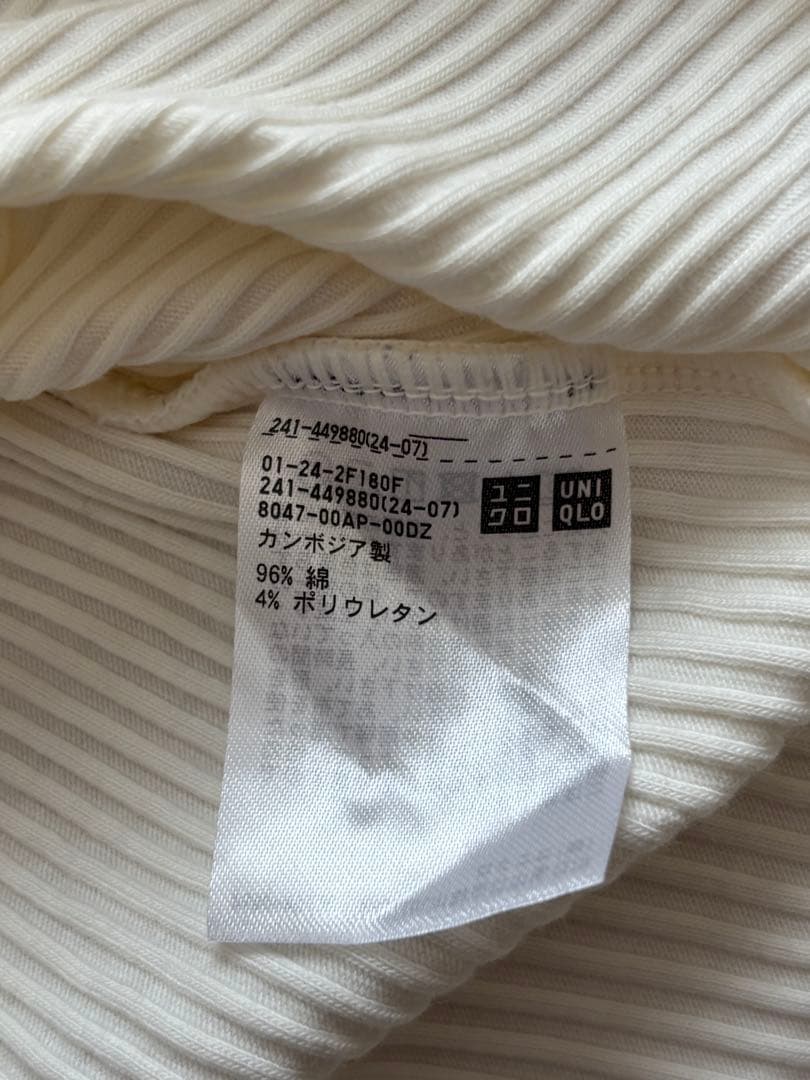 241-449880(24-07)
01-24-2F180F
241-449880(24-07)
8047-00AP-00DZ
カンボジア製
96% 綿
4% ポリウレタン
ユニ
クロ
UNI
QLO